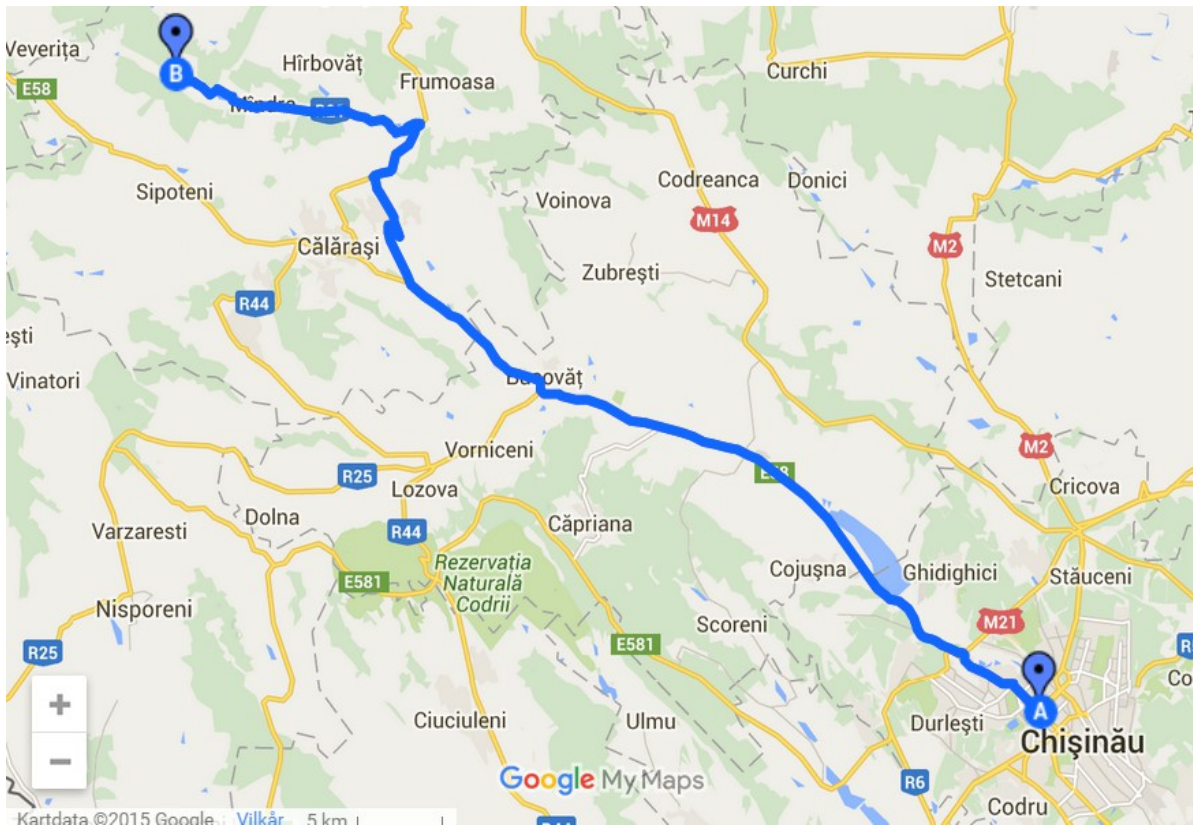 Veverița
Hîrbovăț
Frumoasa
Curchi
E58
B
Mîndra
Sipoteni
Codreanca
Donici
Voinova
M14
M2
Călărași
Zubrești
Stetcani
R44
ești
Vinatori
Bucovăț
Vorniceni
M2
R25
Lozova
E58
Cricova
Varzaresti
Dolna
R44
Căpriana
Rezervația
Naturală
Codrii
E581
Cojușna
Ghidighici
Stăuceni
Nisporeni
Scoreni
M21
E581
R25
A
Ciuciuleni
Ulmu
Durlești
Chișinău
+
−
Google My Maps
R6
Codru
Kartdata ©2015 Google
Vilkår
5 km